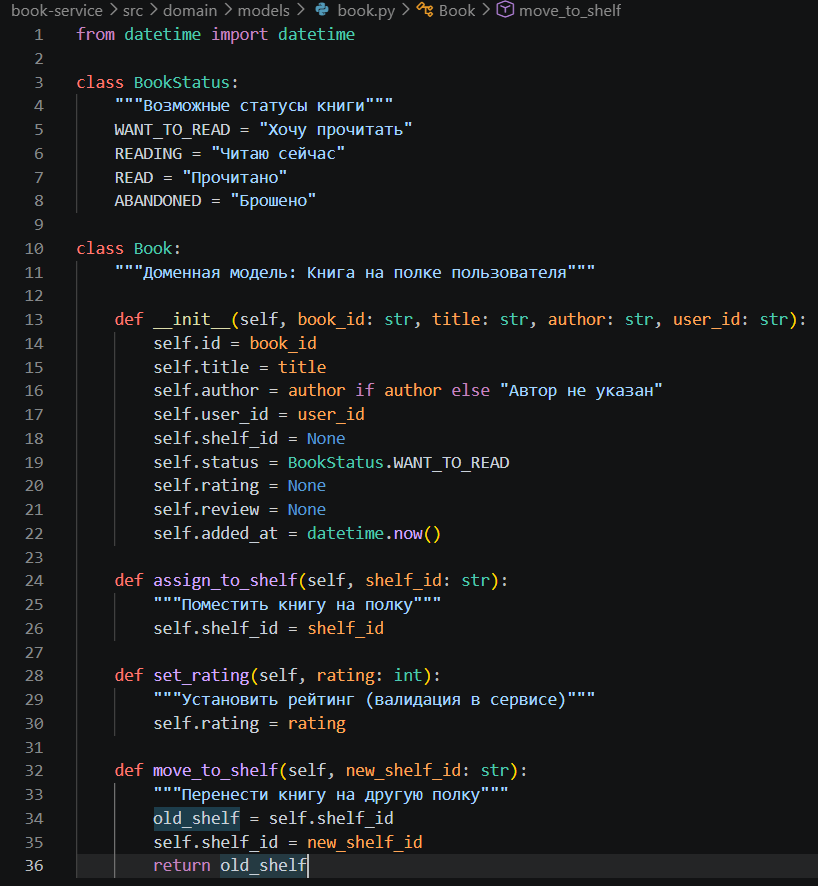 book-service > src > domain > models > book.py > Book > move_to_shelf
1 from datetime import datetime
2
3 class BookStatus:
4     """Возможные статусы книги"""
5     WANT_TO_READ = "Хочу прочитать"
6     READING = "Читаю сейчас"
7     READ = "Прочитано"
8     ABANDONED = "Брошено"
9
10 class Book:
11     """Доменная модель: Книга на полке пользователя"""
12
13     def __init__(self, book_id: str, title: str, author: str, user_id: str):
14         self.id = book_id
15         self.title = title
16         self.author = author if author else "Автор не указан"
17         self.user_id = user_id
18         self.shelf_id = None
19         self.status = BookStatus.WANT_TO_READ
20         self.rating = None
21         self.review = None
22         self.added_at = datetime.now()
23
24     def assign_to_shelf(self, shelf_id: str):
25         """Поместить книгу на полку"""
26         self.shelf_id = shelf_id
27
28     def set_rating(self, rating: int):
29         """Установить рейтинг (валидация в сервисе)"""
30         self.rating = rating
31
32     def move_to_shelf(self, new_shelf_id: str):
33         """Перенести книгу на другую полку"""
34         old_shelf = self.shelf_id
35         self.shelf_id = new_shelf_id
36         return old_shelf